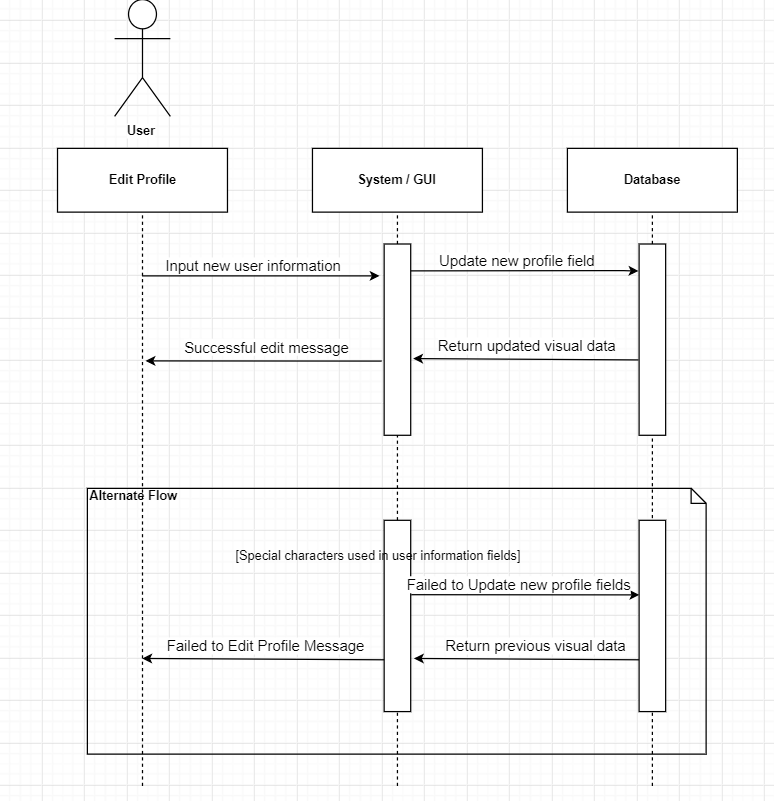 User
Edit Profile
System / GUI
Database
Input new user information
Update new profile field
Successful edit message
Return updated visual data
Alternate Flow
[Special characters used in user information fields]
Failed to Update new profile fields
Failed to Edit Profile Message
Return previous visual data